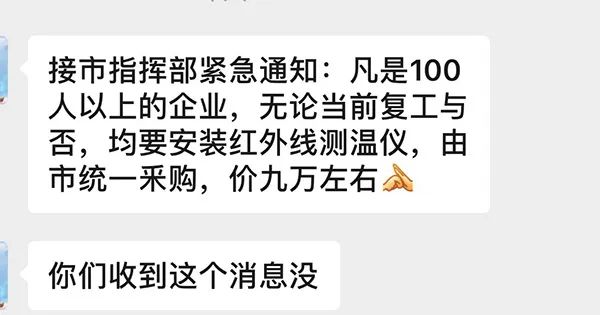 接市指挥部紧急通知：凡是100
人以上的企业，无论当前复工与
否，均要安装红外线测温仪，由
市统一采购，价九万左右🙏
你们收到这个消息没